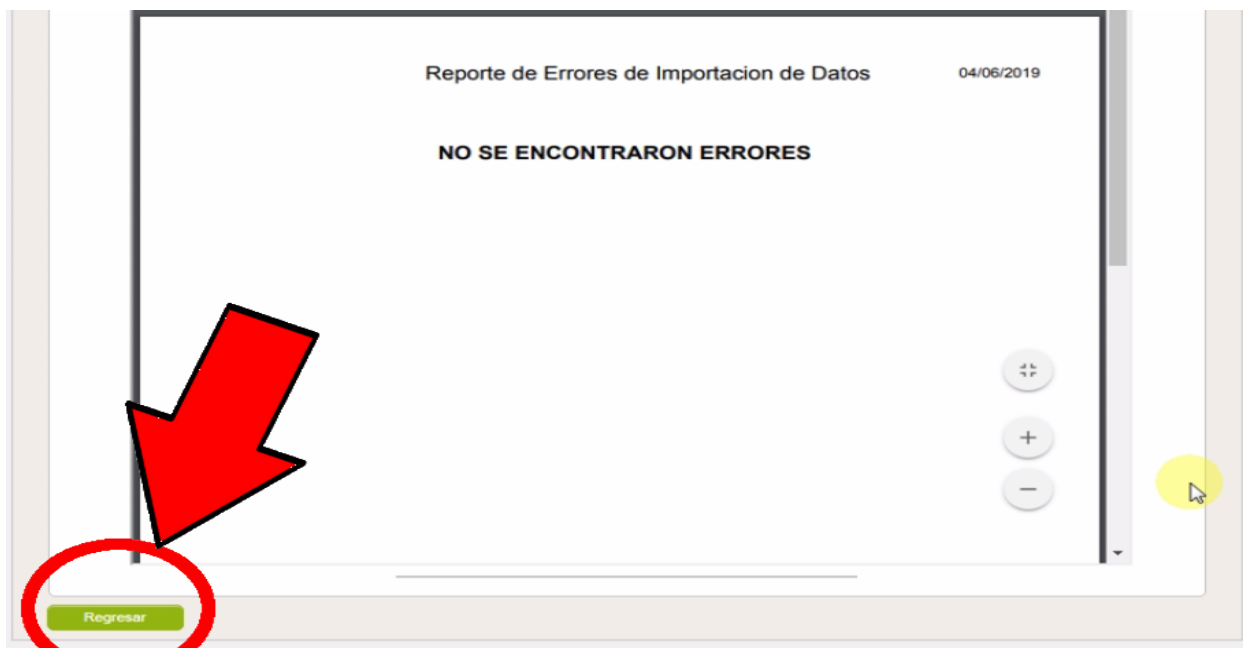 Reporte de Errores de Importacion de Datos 04/06/2019
NO SE ENCONTRARON ERRORES
Regresar